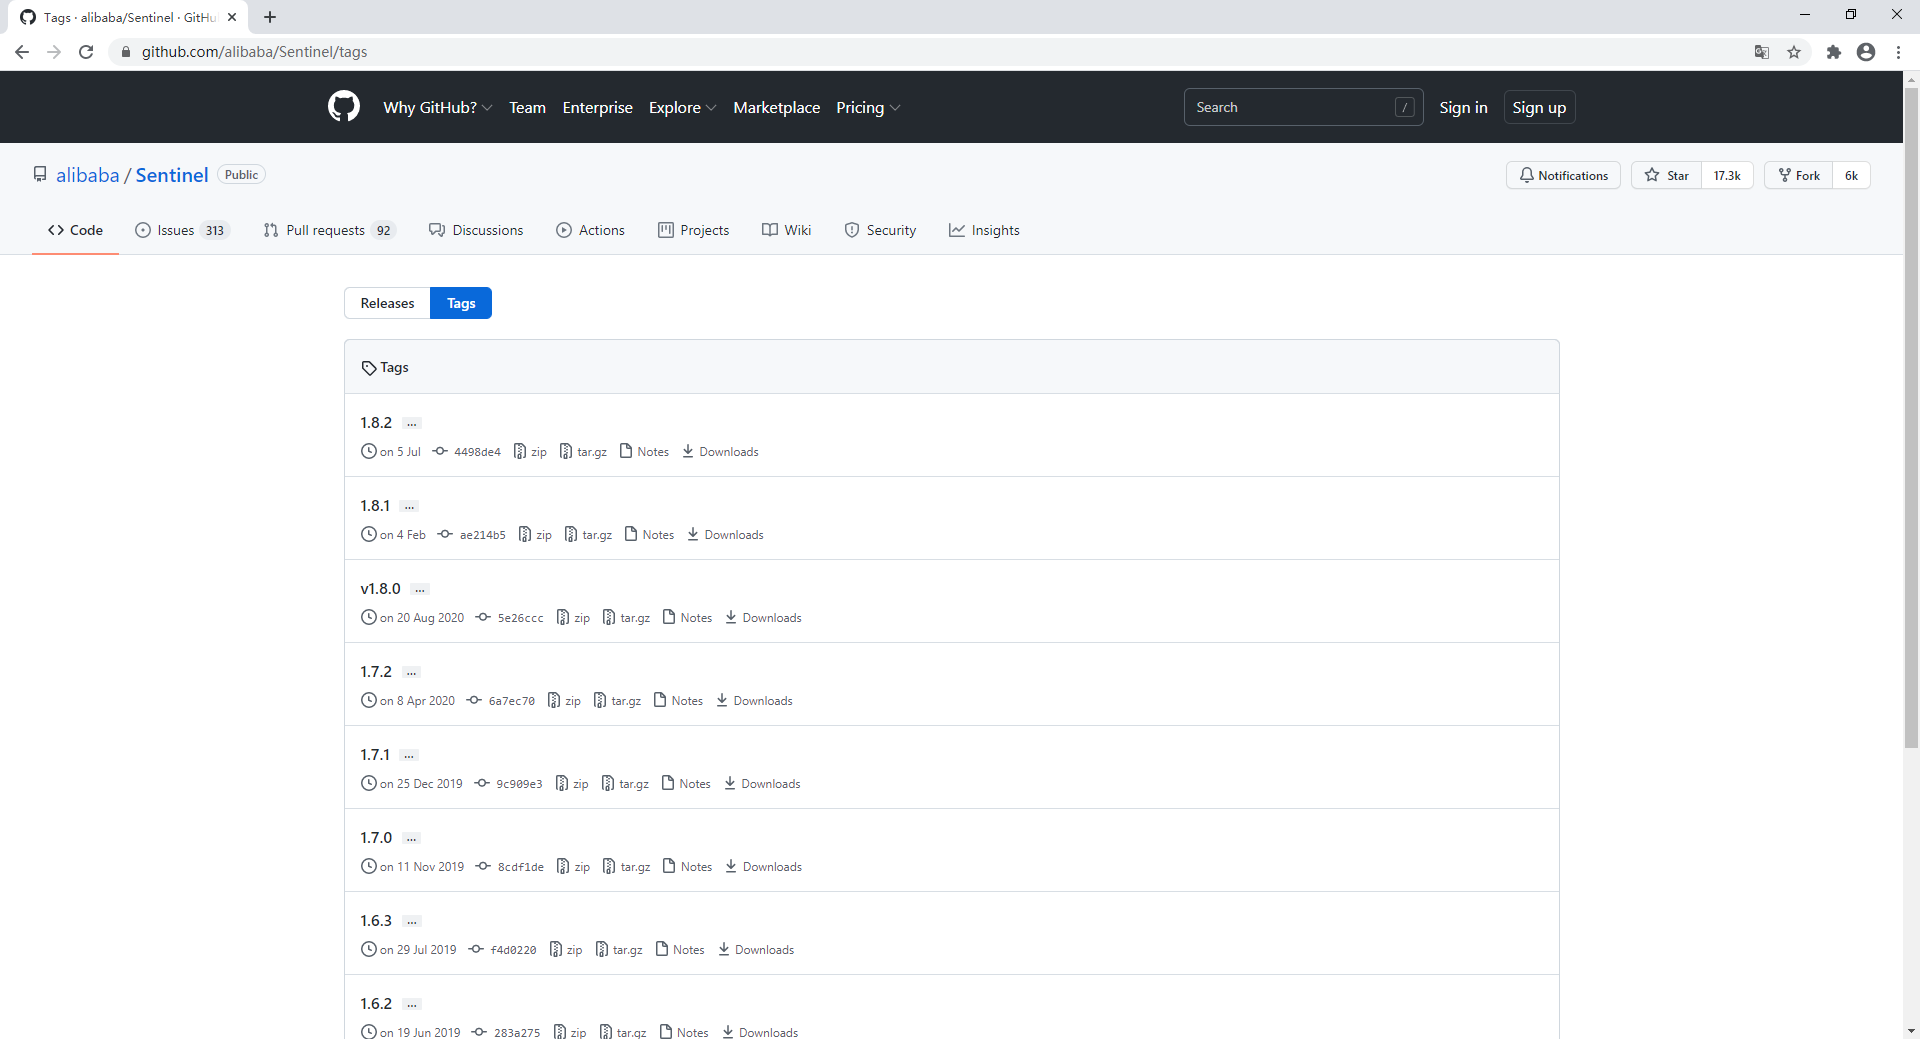 Tags · alibaba/Sentinel · GitHu
github.com/alibaba/Sentinel/tags
Why GitHub? Team Enterprise Explore Marketplace Pricing Search / Sign in Sign up
alibaba / Sentinel Public Notifications Star 17.3k Fork 6k
Code Issues 313 Pull requests 92 Discussions Actions Projects Wiki Security Insights
Releases Tags
Tags
1.8.2 ...
on 5 Jul 4498de4 zip tar.gz Notes Downloads
1.8.1 ...
on 4 Feb ae214b5 zip tar.gz Notes Downloads
v1.8.0 ...
on 20 Aug 2020 5e26ccc zip tar.gz Notes Downloads
1.7.2 ...
on 8 Apr 2020 6a7ec70 zip tar.gz Notes Downloads
1.7.1 ...
on 25 Dec 2019 9c909e3 zip tar.gz Notes Downloads
1.7.0 ...
on 11 Nov 2019 8cdf1de zip tar.gz Notes Downloads
1.6.3 ...
on 29 Jul 2019 f4d0220 zip tar.gz Notes Downloads
1.6.2 ...
on 19 Jun 2019 283a275 zip tar.gz Notes Downloads